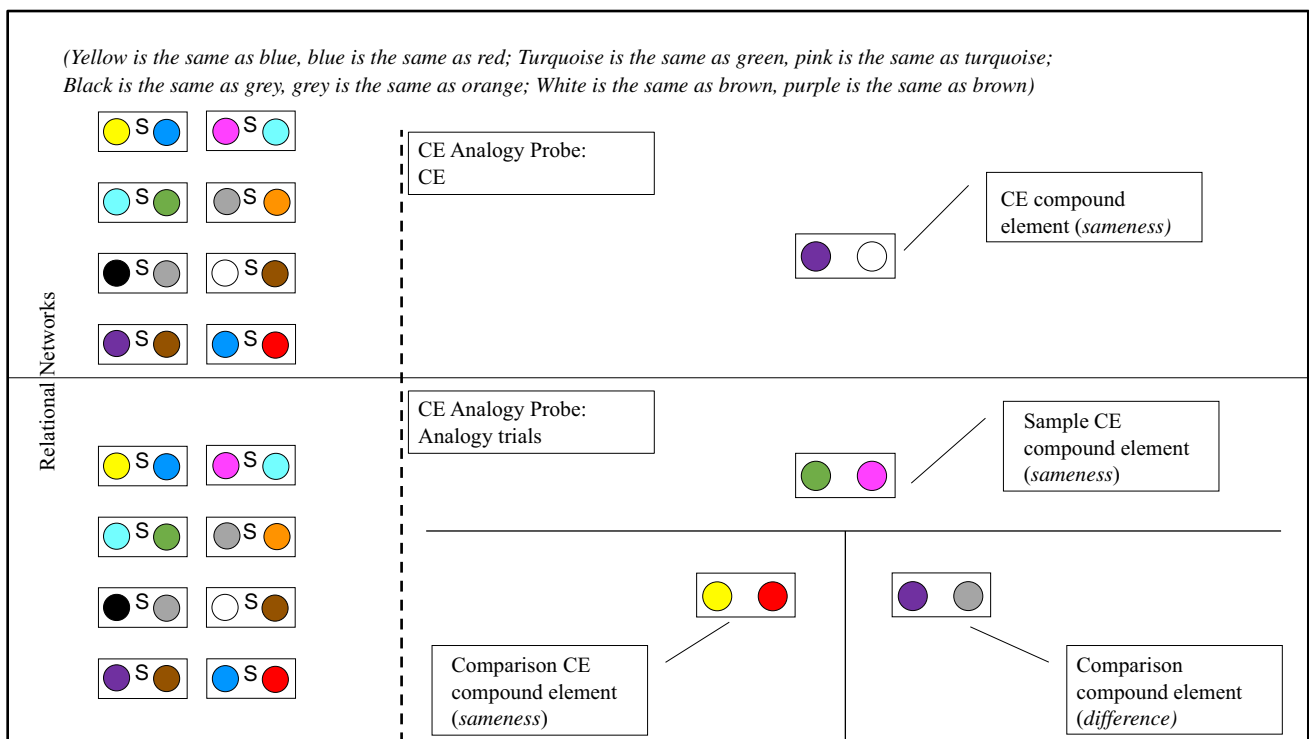 (Yellow is the same as blue, blue is the same as red; Turquoise is the same as green, pink is the same as turquoise;
Black is the same as grey, grey is the same as orange; White is the same as brown, purple is the same as brown)
S S
S S
S S
S S
Relational Networks
CE Analogy Probe:
CE
CE compound
element (sameness)
S S
S S
S S
S S
CE Analogy Probe:
Analogy trials
Sample CE
compound element
(sameness)
Comparison CE
compound element
(sameness)
Comparison
compound element
(difference)